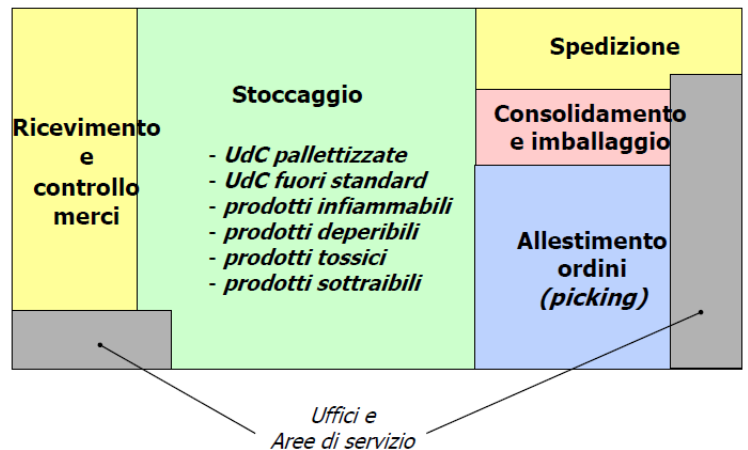 Ricevimento
e
controllo
merci
Stoccaggio
- UdC pallettizzate
- UdC fuori standard
- prodotti infiammabili
- prodotti deperibili
- prodotti tossici
- prodotti sottraibili
Spedizione
Consolidamento
e imballaggio
Allestimento
ordini
(picking)
Uffici e
Aree di servizio